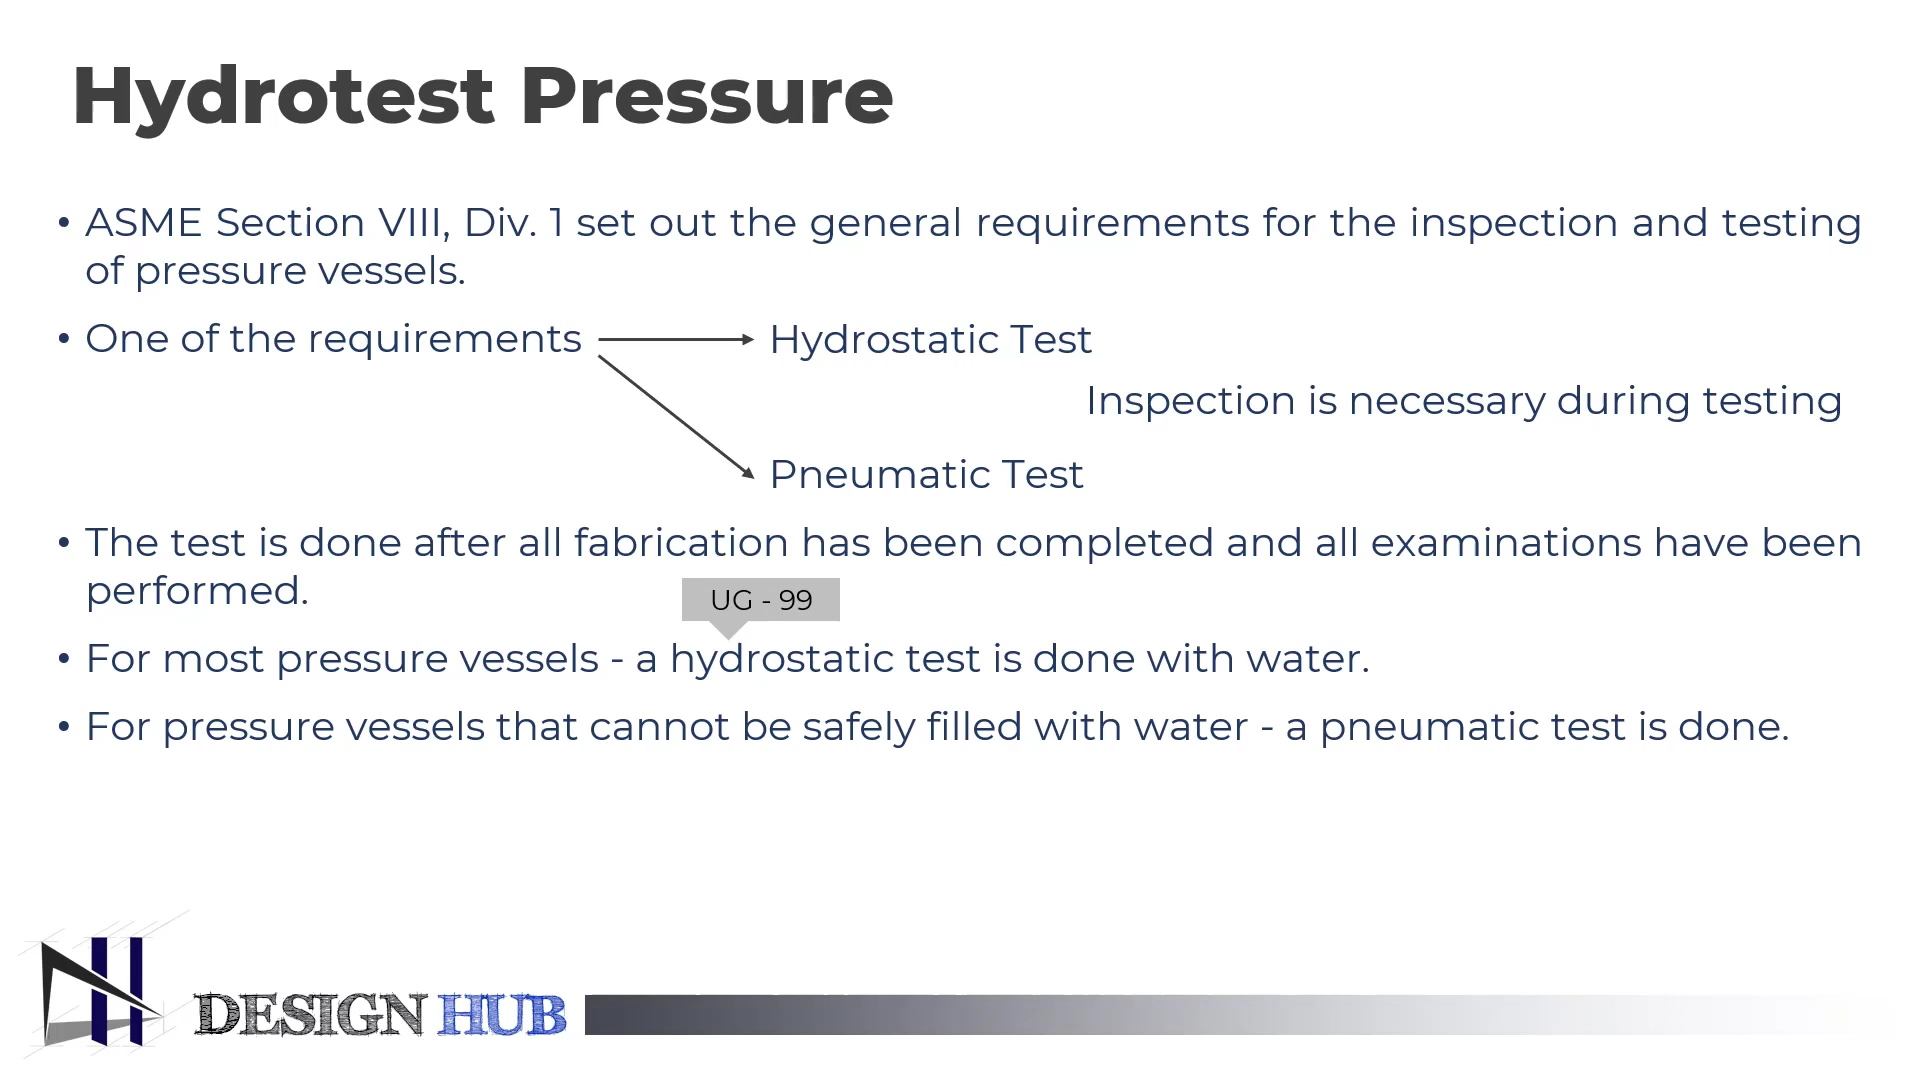 Hydrotest Pressure
• ASME Section VIII, Div. 1 set out the general requirements for the inspection and testing
of pressure vessels.
• One of the requirements
Hydrostatic Test
Inspection is necessary during testing
Pneumatic Test
• The test is done after all fabrication has been completed and all examinations have been
performed.
UG - 99
• For most pressure vessels - a hydrostatic test is done with water.
• For pressure vessels that cannot be safely filled with water - a pneumatic test is done.
DESIGN HUB